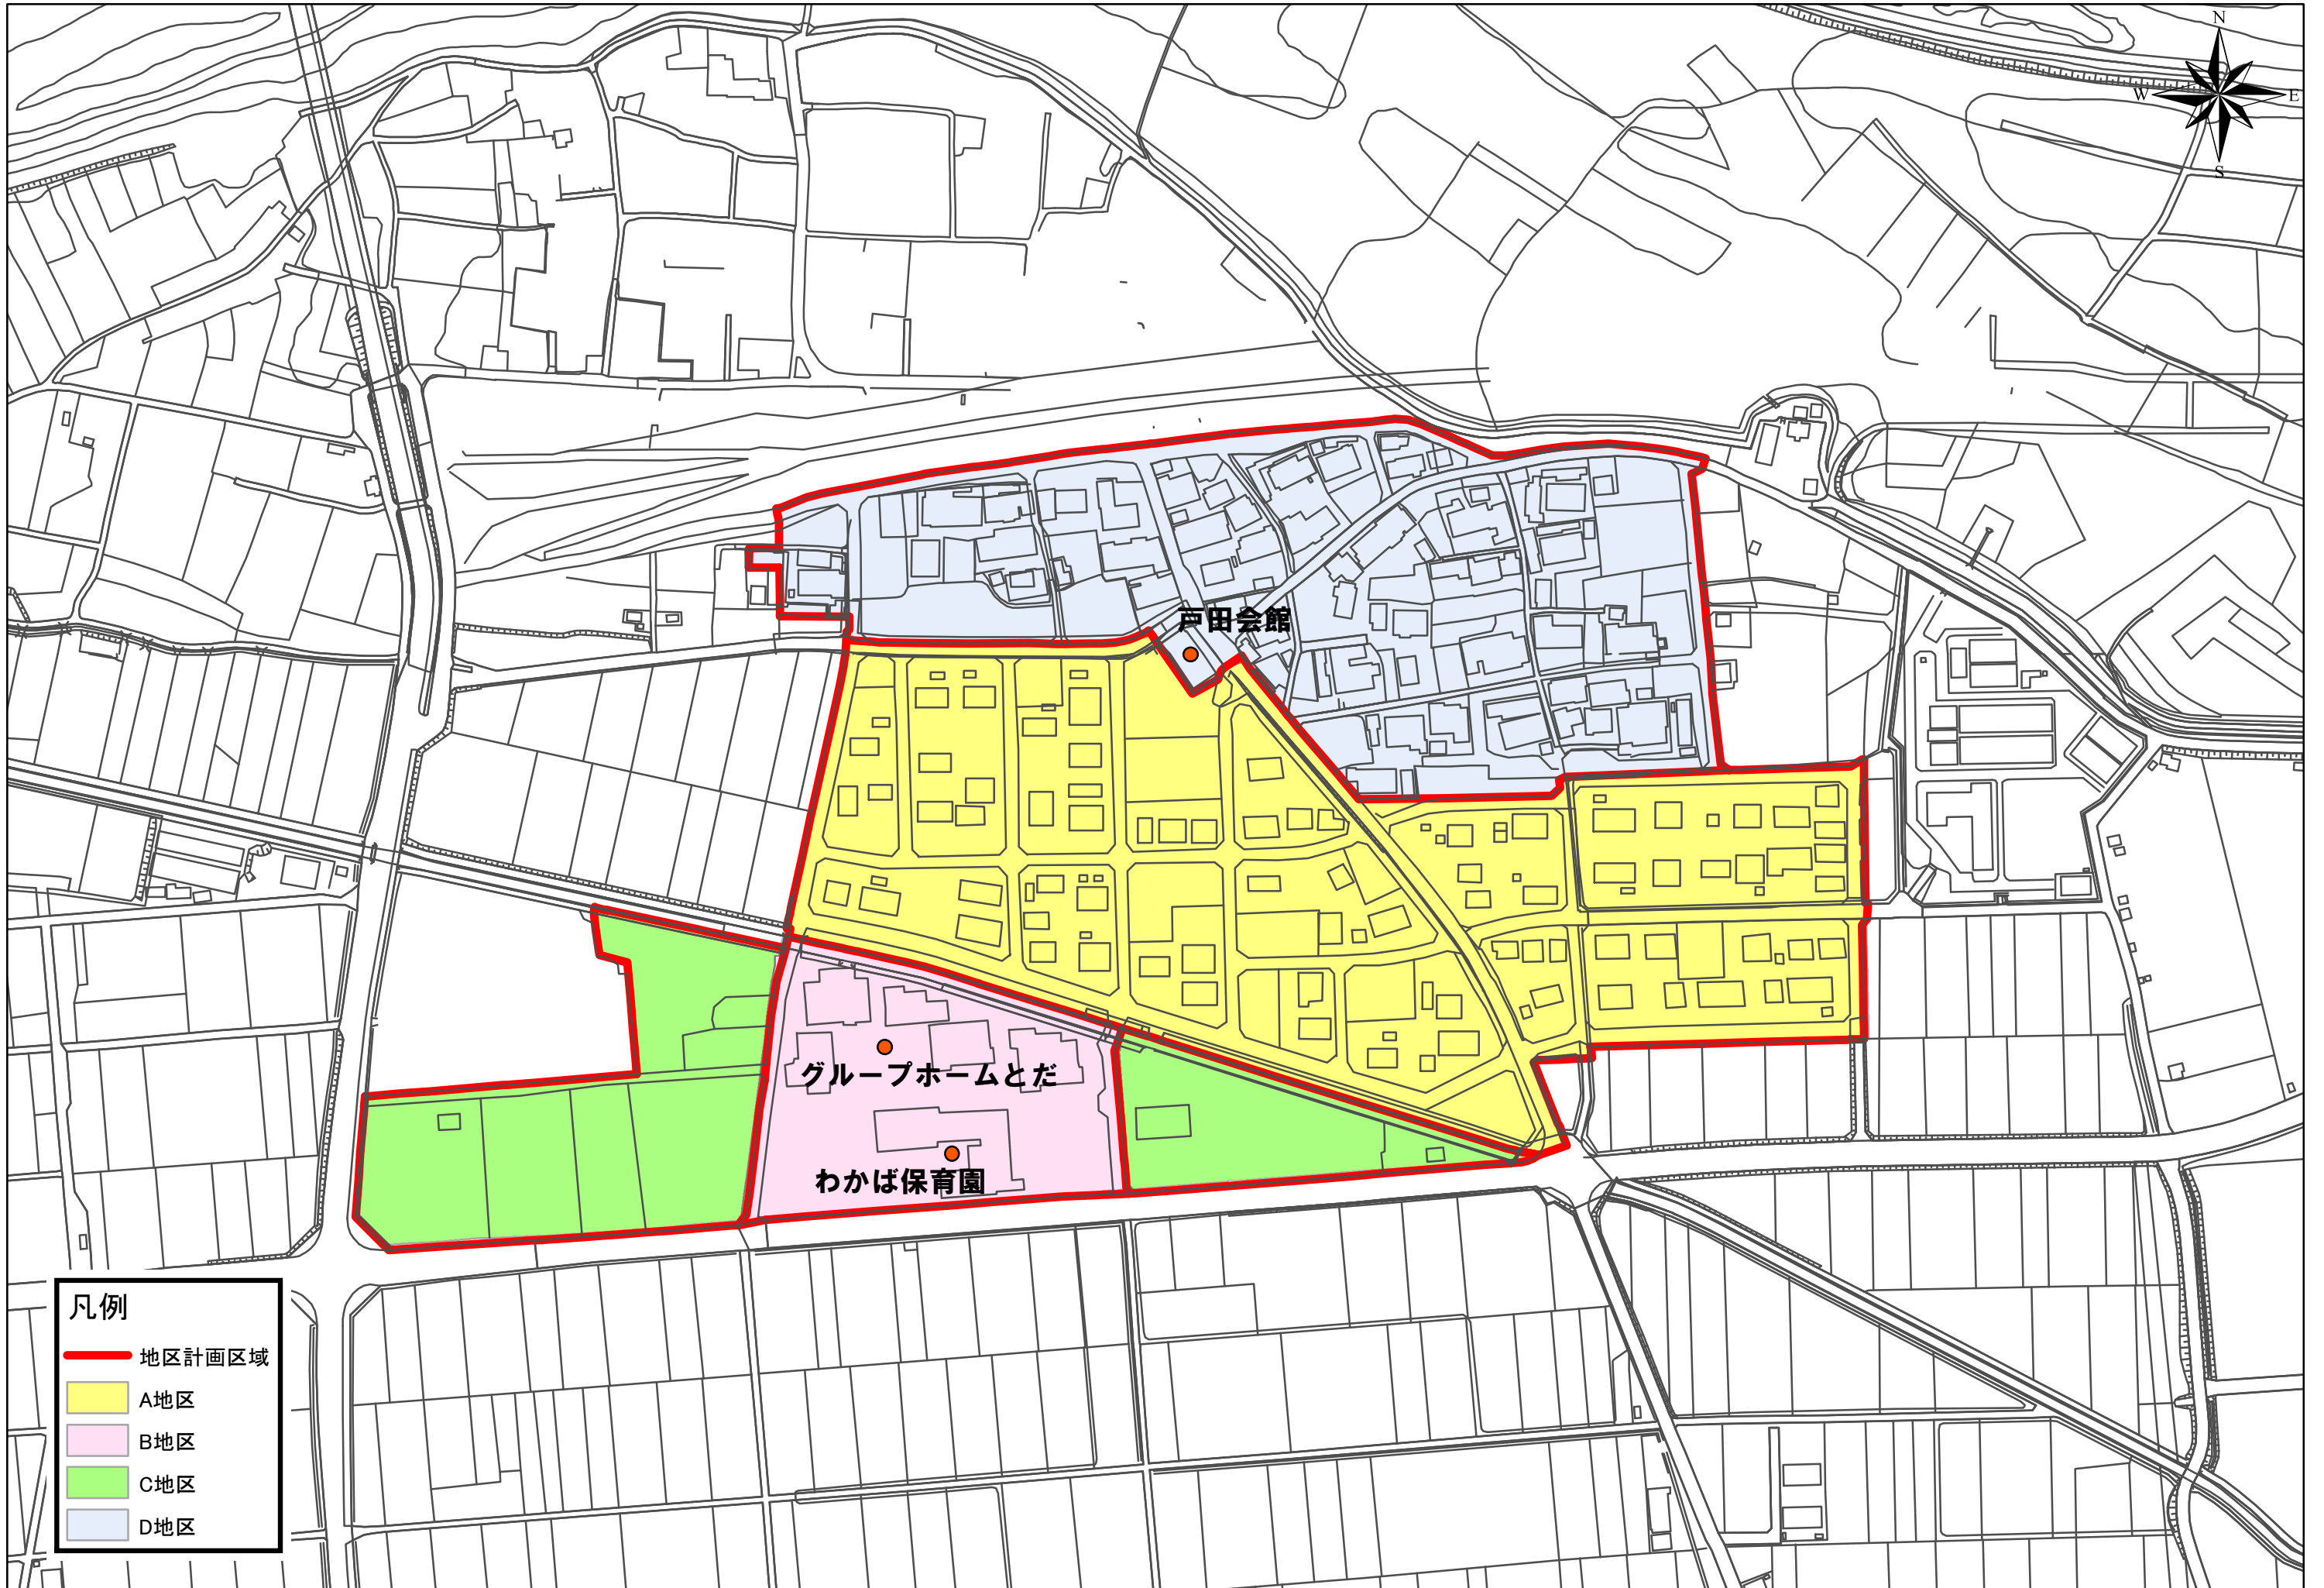 N
W
E
S
戸田会館
グループホームとだ
わかば保育園
凡例
地区計画区域
A地区
B地区
C地区
D地区